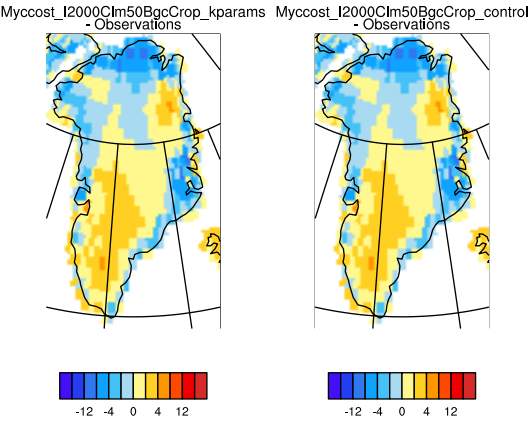 Myccost_I2000Clm50BgcCrop_kparams
- Observations
Myccost_I2000Clm50BgcCrop_control
- Observations
-12 -4 0 4 12
-12 -4 0 4 12